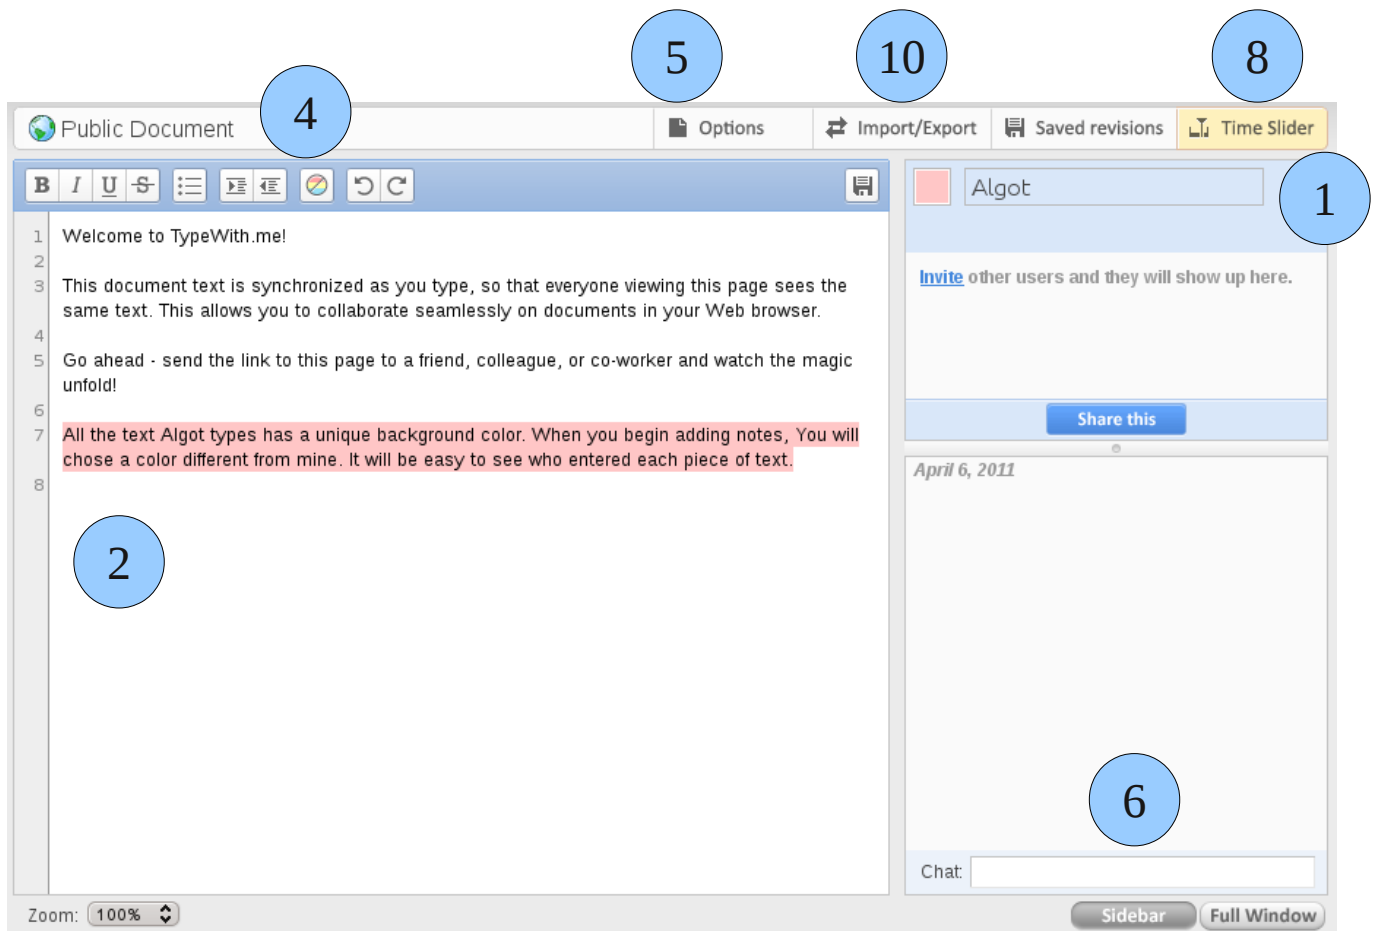 5 10 8
4
Public Document Options Import/Export Saved revisions Time Slider
B I U S
Algot 1
1 Welcome to TypeWith.me!
2
Invite other users and they will show up here.
3 This document text is synchronized as you type, so that everyone viewing this page sees the
same text. This allows you to collaborate seamlessly on documents in your Web browser.
4
5 Go ahead - send the link to this page to a friend, colleague, or co-worker and watch the magic
unfold!
6
Share this
7 All the text Algot types has a unique background color. When you begin adding notes, You will
chose a color different from mine. It will be easy to see who entered each piece of text.
8
April 6, 2011
2
6
Chat:
Zoom: 100% Sidebar Full Window